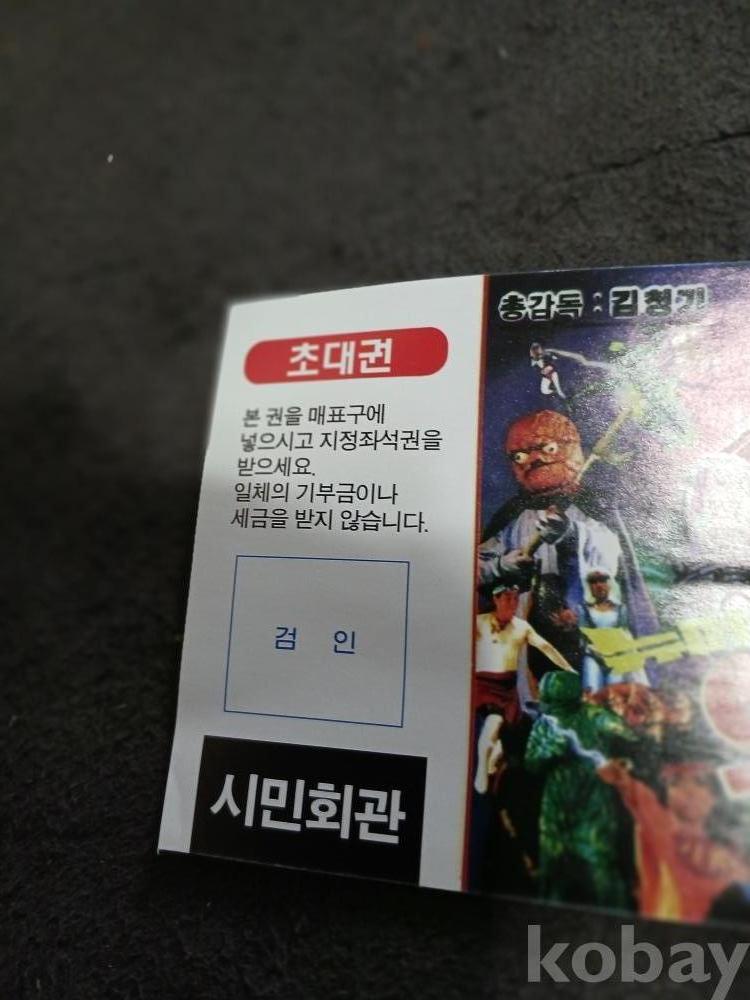 초대권
본 권을 매표구에
넣으시고 지정좌석권을
받으세요.
일체의 기부금이나
세금을 받지 않습니다.
검 인
시민회관
총감독 : 김청기
kobay